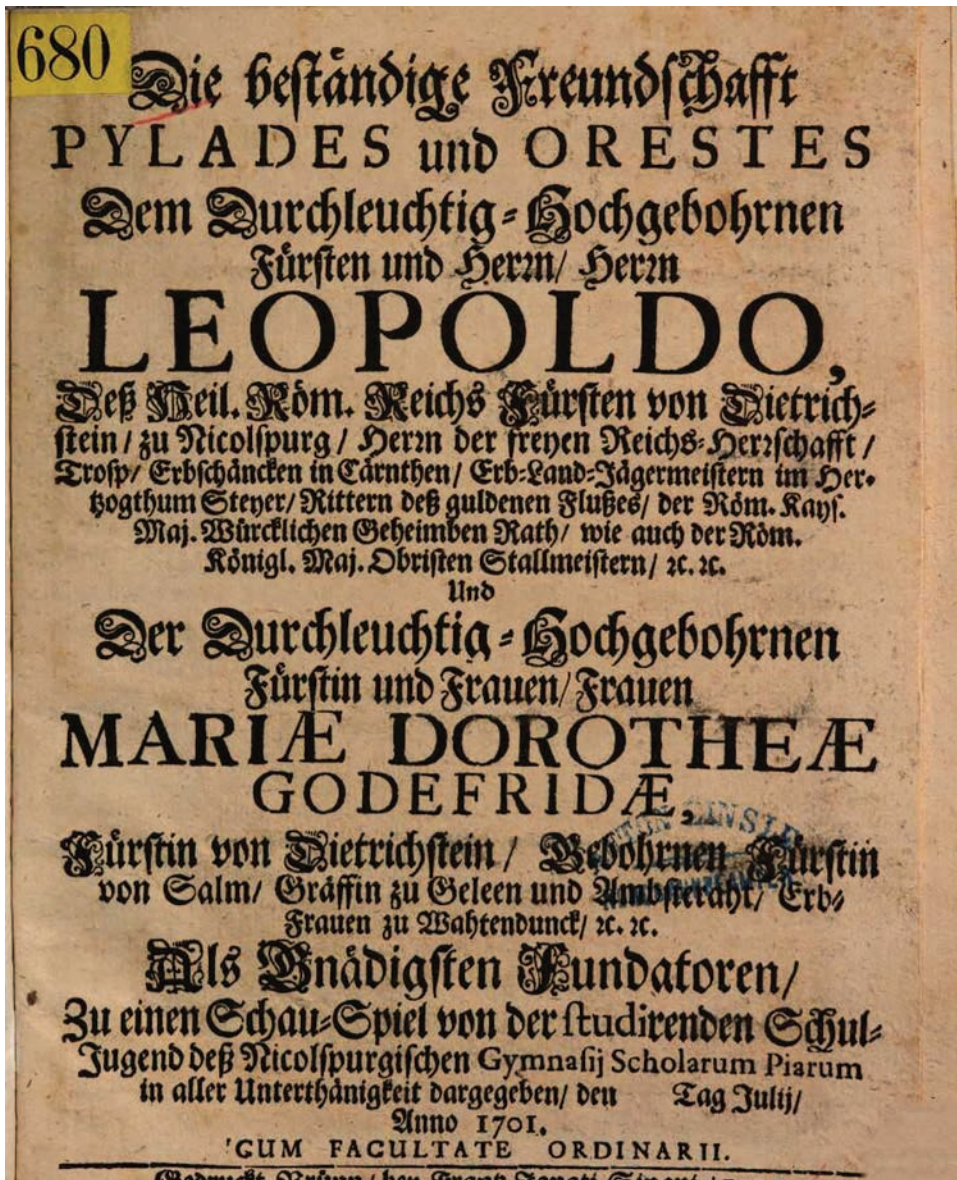 680
Die beständige Freundschafft
PYLADES und ORESTES
Dem Durchleuchtig-Hochgebohrnen
Fürsten und Herrn/ Herrn
LEOPOLDO,
Deß Heil. Röm. Reichs Fürsten von Dietrich-
stein/ zu Nicolspurg/ Herrn der freyen Reichs-Herrschafft/
Trosp/ Erbschäncken in Cärnthen/ Erb-Land-Jägermeistern im Her-
tzogthum Steyer/ Rittern deß guldenen Flußes/ der Röm. Kays.
Maj. Würcklichen Geheimben Rath/ wie auch der Röm.
Königl. Maj. Obristen Stallmeistern/ ꝛc. ꝛc.
Und
Der Durchleuchtig-Hochgebohrnen
Fürstin und Frauen/ Frauen
MARIÆ DOROTHEÆ
GODEFRIDÆ,
Fürstin von Dietrichstein/ Gebohrnen Fürstin
von Salm/ Gräffin zu Geleen und Ambsteraht/ Erb-
Frauen zu Wahtendunck/ ꝛc. ꝛc.
Als Gnädigsten Fundatoren/
Zu einen Schau-Spiel von der studirenden Schul-
Jugend deß Nicolspurgischen Gymnasij Scholarum Piarum
in aller Unterthänigkeit dargegeben/ den Tag Julij/
Anno 1701.
CUM FACULTATE ORDINARII.